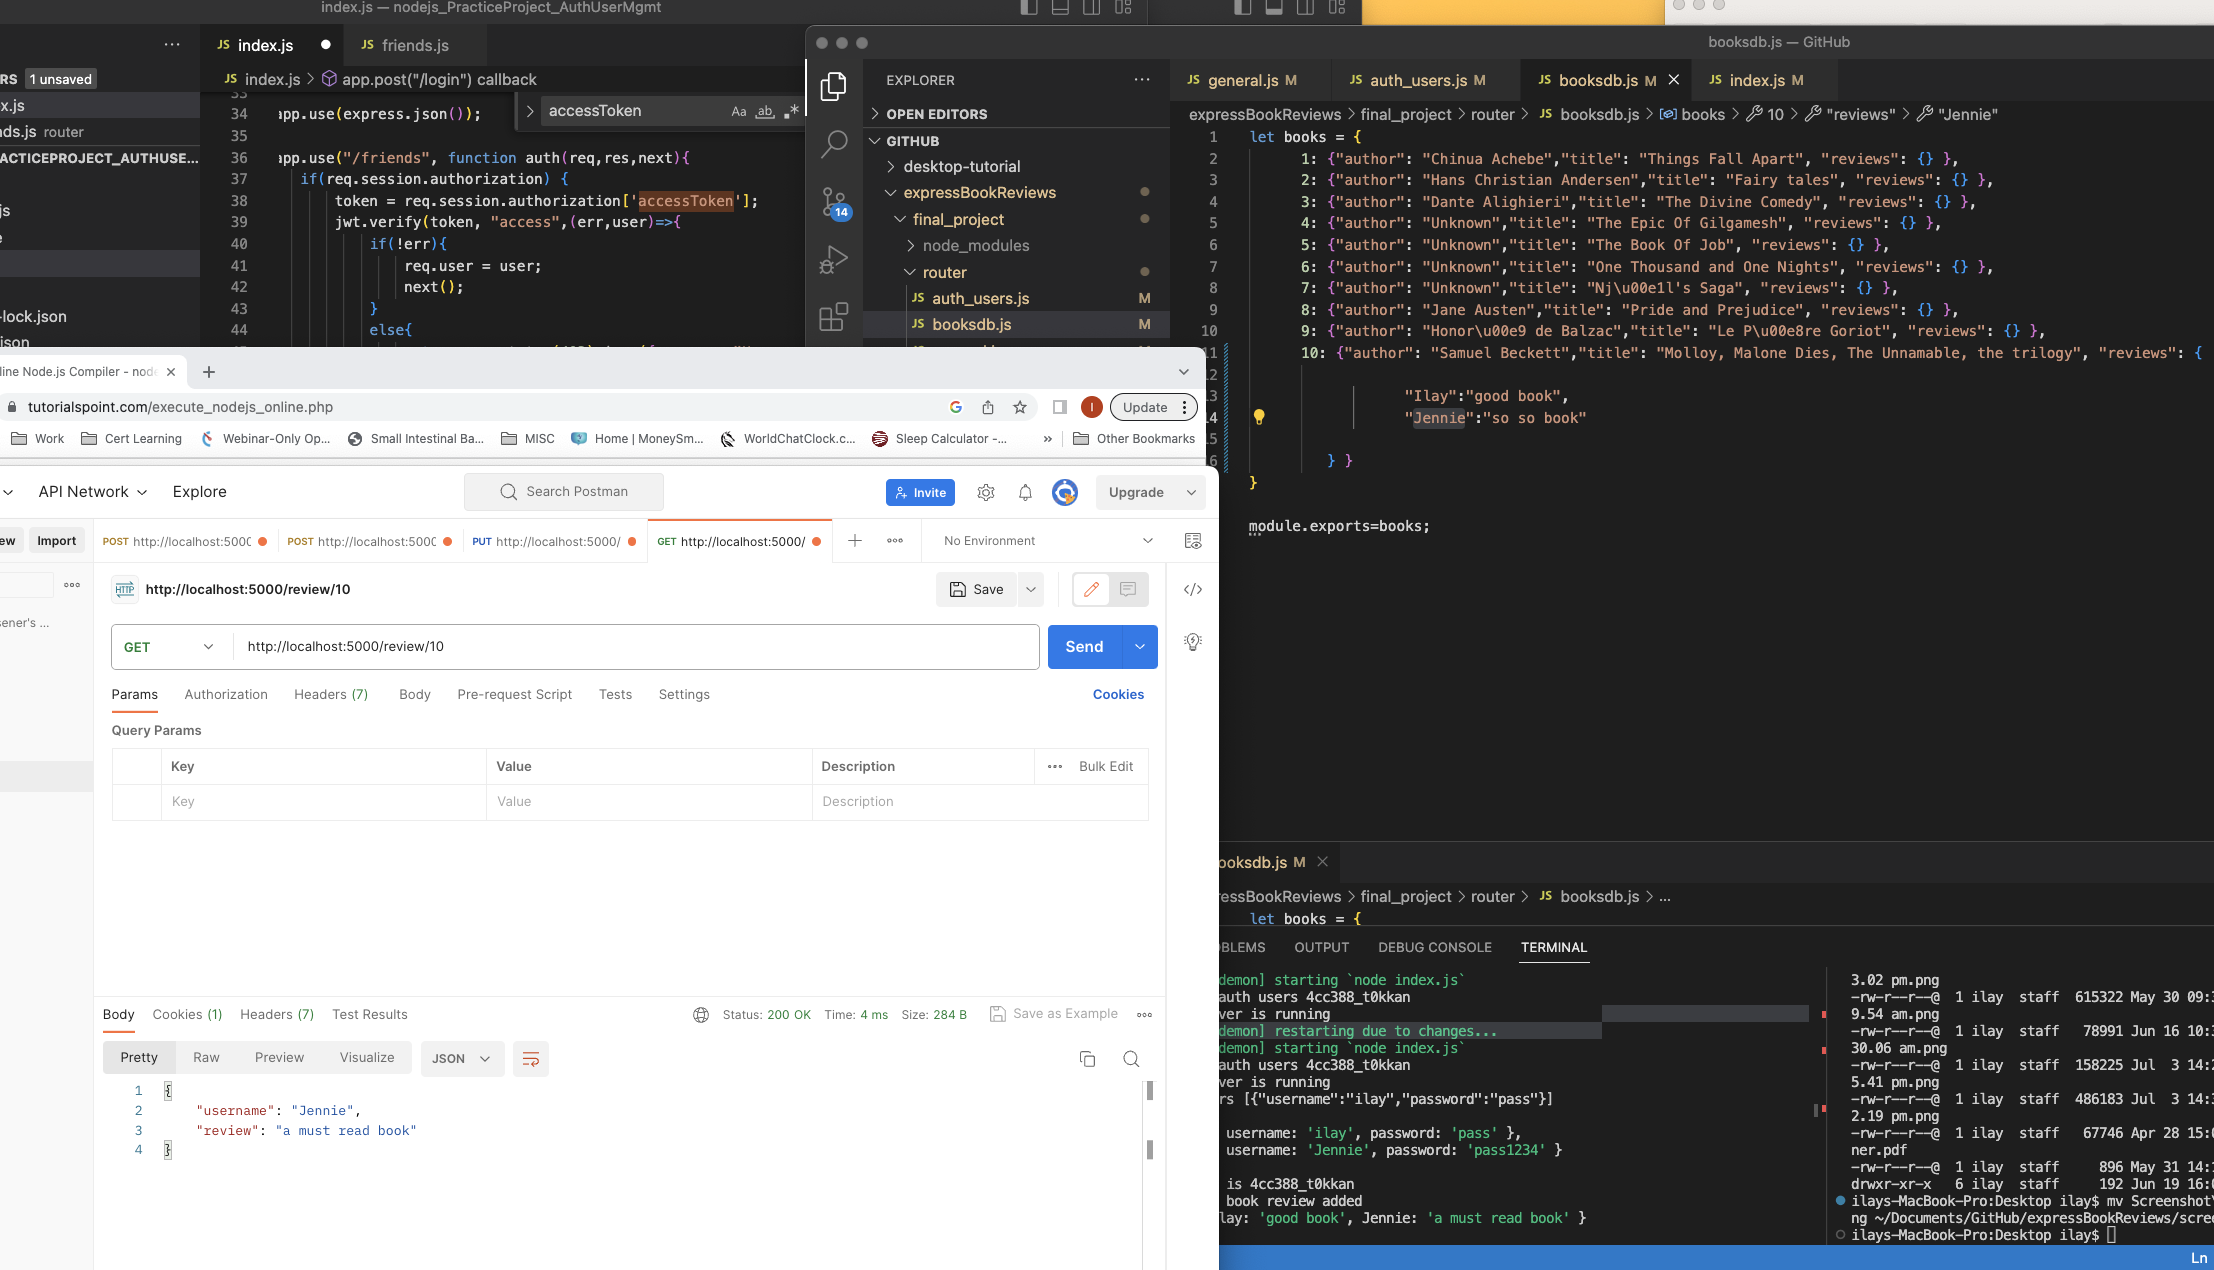 index.js — nodejs_PracticeProject_AuthUserMgmt
JS index.js
JS friends.js
RS 1 unsaved
x.js
ds.js router
ACTICEPROJECT_AUTHUSE...
js
e
-lock.json
json
JS index.js > app.post("/login") callback
accessToken
Aa ab .*
33
34 app.use(express.json());
35
36 app.use("/friends", function auth(req,res,next){
37 if(req.session.authorization) {
38 token = req.session.authorization['accessToken'];
39 jwt.verify(token, "access",(err,user)=>{
40 if(!err){
41 req.user = user;
42 next();
43 }
44 else{
booksdb.js — GitHub
EXPLORER
OPEN EDITORS
GITHUB
desktop-tutorial
expressBookReviews
final_project
node_modules
router
JS auth_users.js M
JS booksdb.js M
14
JS general.js M
JS auth_users.js M
JS booksdb.js M
JS index.js M
expressBookReviews > final_project > router > JS booksdb.js > books > 10 > "reviews" > "Jennie"
1 let books = {
2 1: {"author": "Chinua Achebe","title": "Things Fall Apart", "reviews": {} },
3 2: {"author": "Hans Christian Andersen","title": "Fairy tales", "reviews": {} },
4 3: {"author": "Dante Alighieri","title": "The Divine Comedy", "reviews": {} },
5 4: {"author": "Unknown","title": "The Epic Of Gilgamesh", "reviews": {} },
6 5: {"author": "Unknown","title": "The Book Of Job", "reviews": {} },
7 6: {"author": "Unknown","title": "One Thousand and One Nights", "reviews": {} },
8 7: {"author": "Unknown","title": "Nj\u00e1l's Saga", "reviews": {} },
9 8: {"author": "Jane Austen","title": "Pride and Prejudice", "reviews": {} },
10 9: {"author": "Honor\u00e9 de Balzac","title": "Le P\u00e8re Goriot", "reviews": {} },
11 10: {"author": "Samuel Beckett","title": "Molloy, Malone Dies, The Unnamable, the trilogy", "reviews": {
12
13 "Ilay":"good book",
14 "Jennie":"so so book"
15
16 } }
}
module.exports=books;
line Node.js Compiler - node
tutorialspoint.com/execute_nodejs_online.php
I
Update
Work
Cert Learning
Webinar-Only Op...
Small Intestinal Ba...
MISC
Home | MoneySm...
WorldChatClock.c...
Sleep Calculator -...
»
Other Bookmarks
API Network
Explore
Search Postman
Invite
Upgrade
ew
Import
POST http://localhost:5000
POST http://localhost:5000
PUT http://localhost:5000/
GET http://localhost:5000/
No Environment
sener's ...
HTTP http://localhost:5000/review/10
Save
GET http://localhost:5000/review/10
Send
Params Authorization Headers (7) Body Pre-request Script Tests Settings Cookies
Query Params
Key Value Description Bulk Edit
Key Value Description
Body Cookies (1) Headers (7) Test Results
Status: 200 OK Time: 4 ms Size: 284 B
Save as Example
Pretty Raw Preview Visualize JSON
1 {
2 "username": "Jennie",
3 "review": "a must read book"
4 }
ooksdb.js M
ressBookReviews > final_project > router > JS booksdb.js > ...
let books = {
BLEMS OUTPUT DEBUG CONSOLE TERMINAL
demon] starting `node index.js`
auth users 4cc388_t0kkan
ver is running
demon] restarting due to changes...
demon] starting `node index.js`
auth users 4cc388_t0kkan
ver is running
rs [{"username":"ilay","password":"pass"}]
username: 'ilay', password: 'pass' },
username: 'Jennie', password: 'pass1234' }
is 4cc388_t0kkan
book review added
lay: 'good book', Jennie: 'a must read book' }
3.02 pm.png
-rw-r--r--@ 1 ilay staff 615322 May 30 09:
9.54 am.png
-rw-r--r--@ 1 ilay staff 78991 Jun 16 10:
30.06 am.png
-rw-r--r--@ 1 ilay staff 158225 Jul 3 14:
5.41 pm.png
-rw-r--r--@ 1 ilay staff 486183 Jul 3 14:
2.19 pm.png
-rw-r--r--@ 1 ilay staff 67746 Apr 28 15:
ner.pdf
-rw-r--r--@ 1 ilay staff 896 May 31 14:
drwxr-xr-x 6 ilay staff 192 Jun 19 16:
ilays-MacBook-Pro:Desktop ilay$ mv Screenshot\
ng ~/Documents/GitHub/expressBookReviews/scre
ilays-MacBook-Pro:Desktop ilay$
Ln